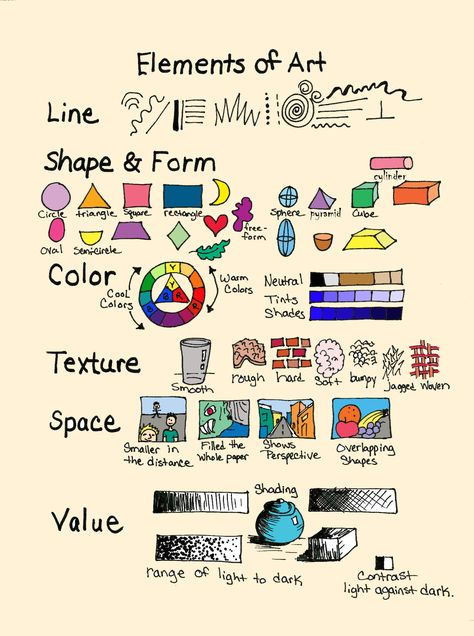 Elements of Art
Line
Shape & Form
cylinder
Circle triangle Square rectangle Sphere pyramid Cube
free-
form
Oval Semi-circle
Color
Cool
Colors
Y
Y
B R
Warm
Colors
Neutral
Tints
Shades
Texture
Smooth rough hard Soft bumpy Jagged Woven
Space
Smaller in
the distance
Filled the
whole paper
Shows
Perspective
Overlapping
Shapes
Value
Shading
range of light to dark
Contrast
light against dark.